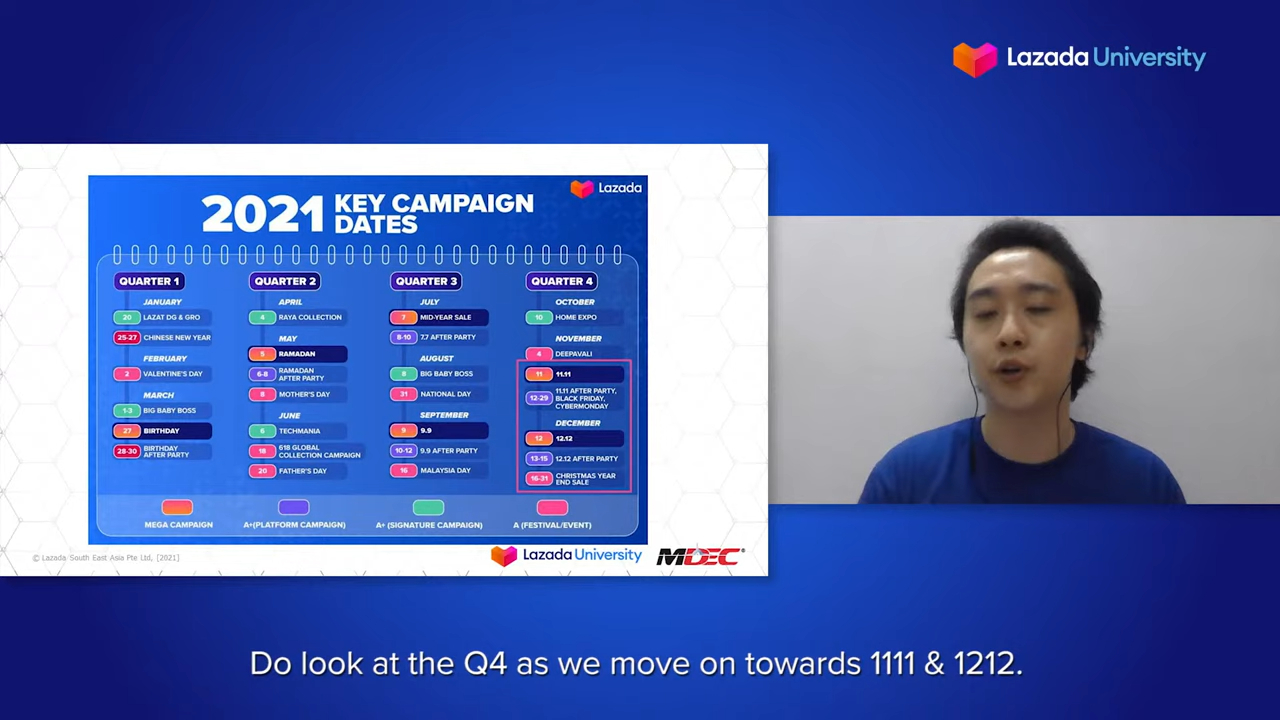 Lazada University
Lazada
2021 KEY CAMPAIGN
DATES
QUARTER 1
JANUARY
20 LAZAT DG & GRO
25-27 CHINESE NEW YEAR
FEBRUARY
2 VALENTINE'S DAY
MARCH
1-3 BIG BABY BOSS
27 BIRTHDAY
28-30 BIRTHDAY
AFTER PARTY
QUARTER 2
APRIL
4 RAYA COLLECTION
MAY
5 RAMADAN
6-8 RAMADAN
AFTER PARTY
8 MOTHER'S DAY
JUNE
6 TECHMANIA
18 618 GLOBAL
COLLECTION CAMPAIGN
20 FATHER'S DAY
QUARTER 3
JULY
7 MID-YEAR SALE
8-10 7.7 AFTER PARTY
AUGUST
8 BIG BABY BOSS
31 NATIONAL DAY
SEPTEMBER
9 9.9
10-12 9.9 AFTER PARTY
16 MALAYSIA DAY
QUARTER 4
OCTOBER
10 HOME EXPO
NOVEMBER
4 DEEPAVALI
11 11.11
12-29 11.11 AFTER PARTY,
BLACK FRIDAY,
CYBERMONDAY
DECEMBER
12 12.12
13-15 12.12 AFTER PARTY
16-31 CHRISTMAS YEAR
END SALE
MEGA CAMPAIGN
A+(PLATFORM CAMPAIGN)
A+ (SIGNATURE CAMPAIGN)
A (FESTIVAL/EVENT)
© Lazada South East Asia Pte Ltd, [2021]
Lazada University
MDEC
Do look at the Q4 as we move on towards 1111 & 1212.